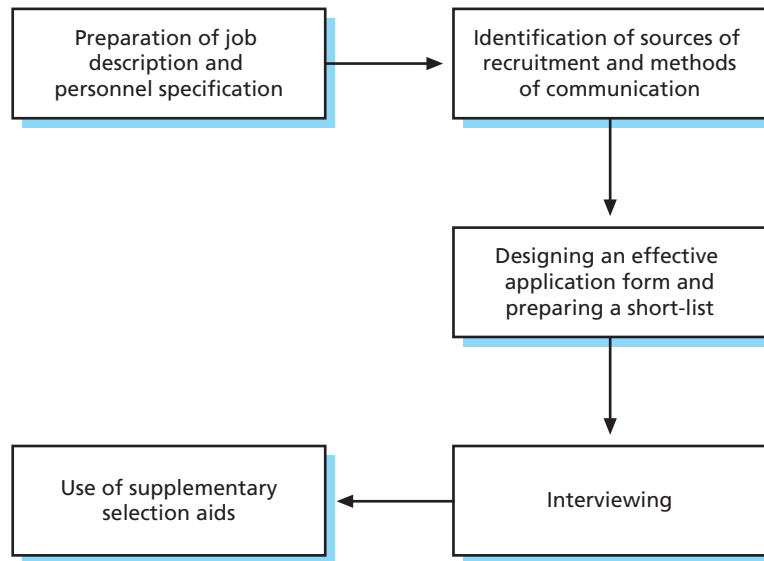 Preparation of job
description and
personnel specification
Identification of sources of
recruitment and methods
of communication
Designing an effective
application form and
preparing a short-list
Interviewing
Use of supplementary
selection aids